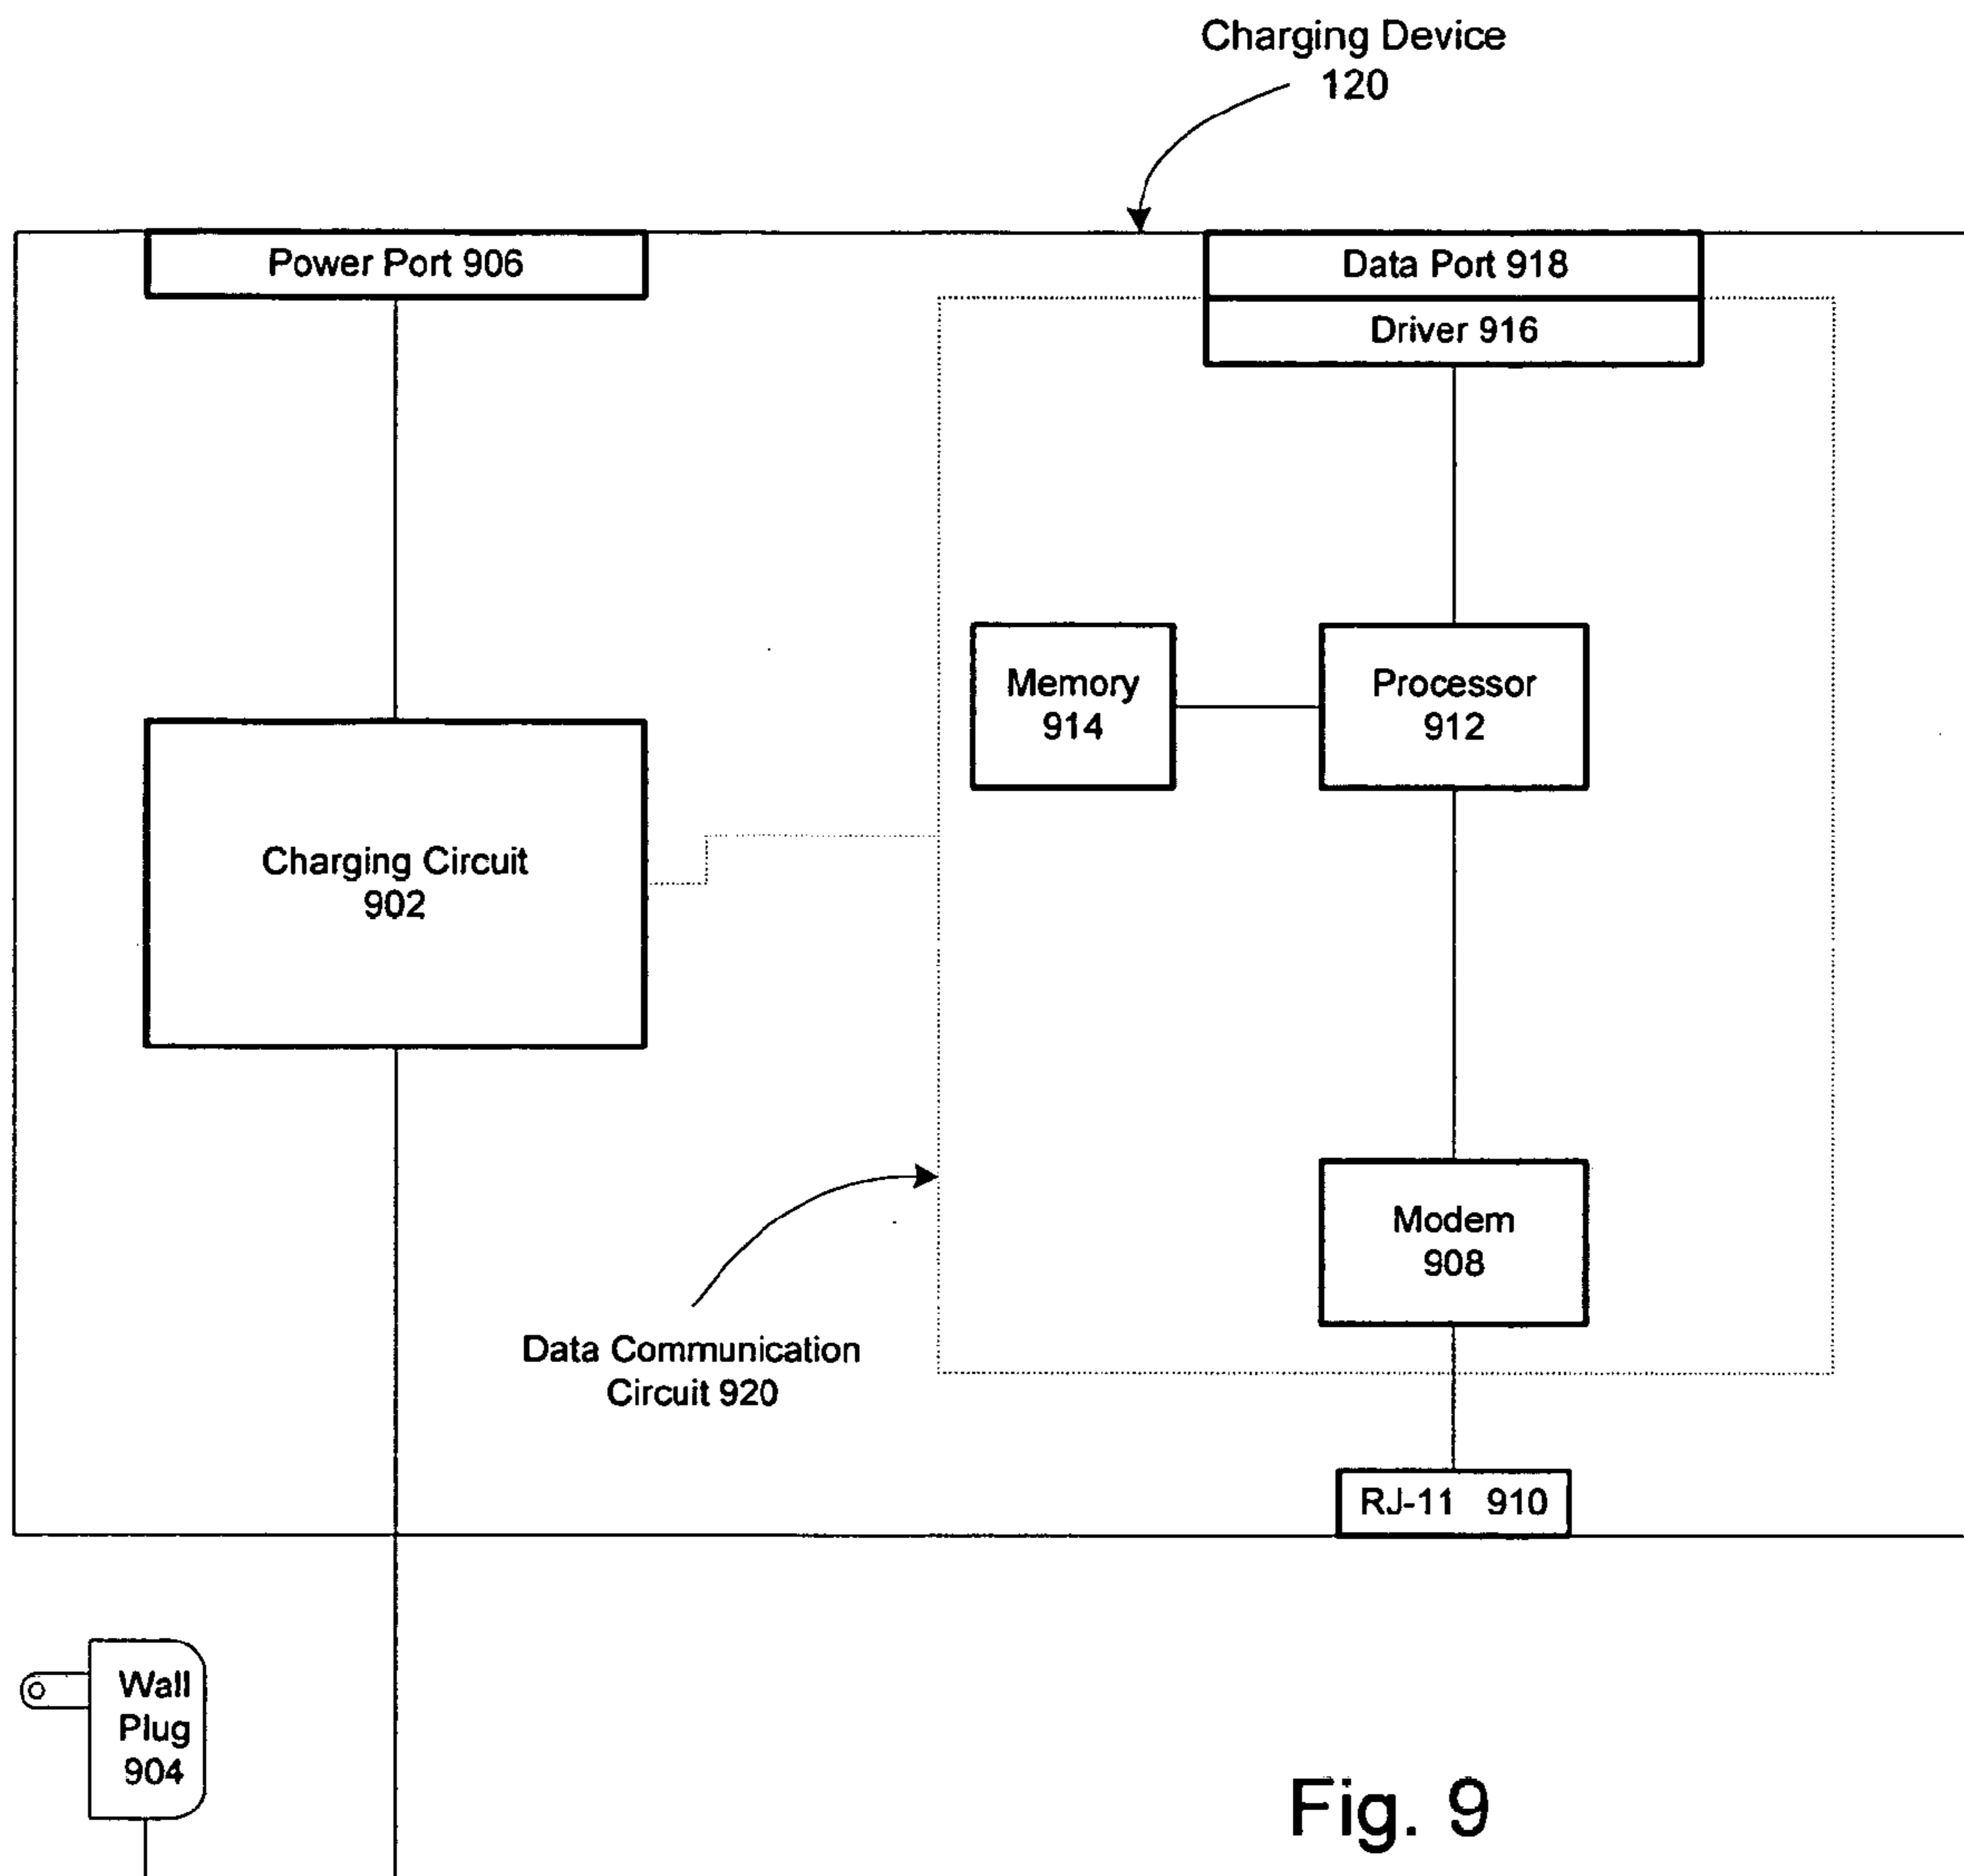 Charging Device
120
Power Port 906
Data Port 918
Driver 916
Memory
914
Processor
912
Charging Circuit
902
Modem
908
Data Communication
Circuit 920
RJ-11 910
Wall
Plug
904
Fig. 9